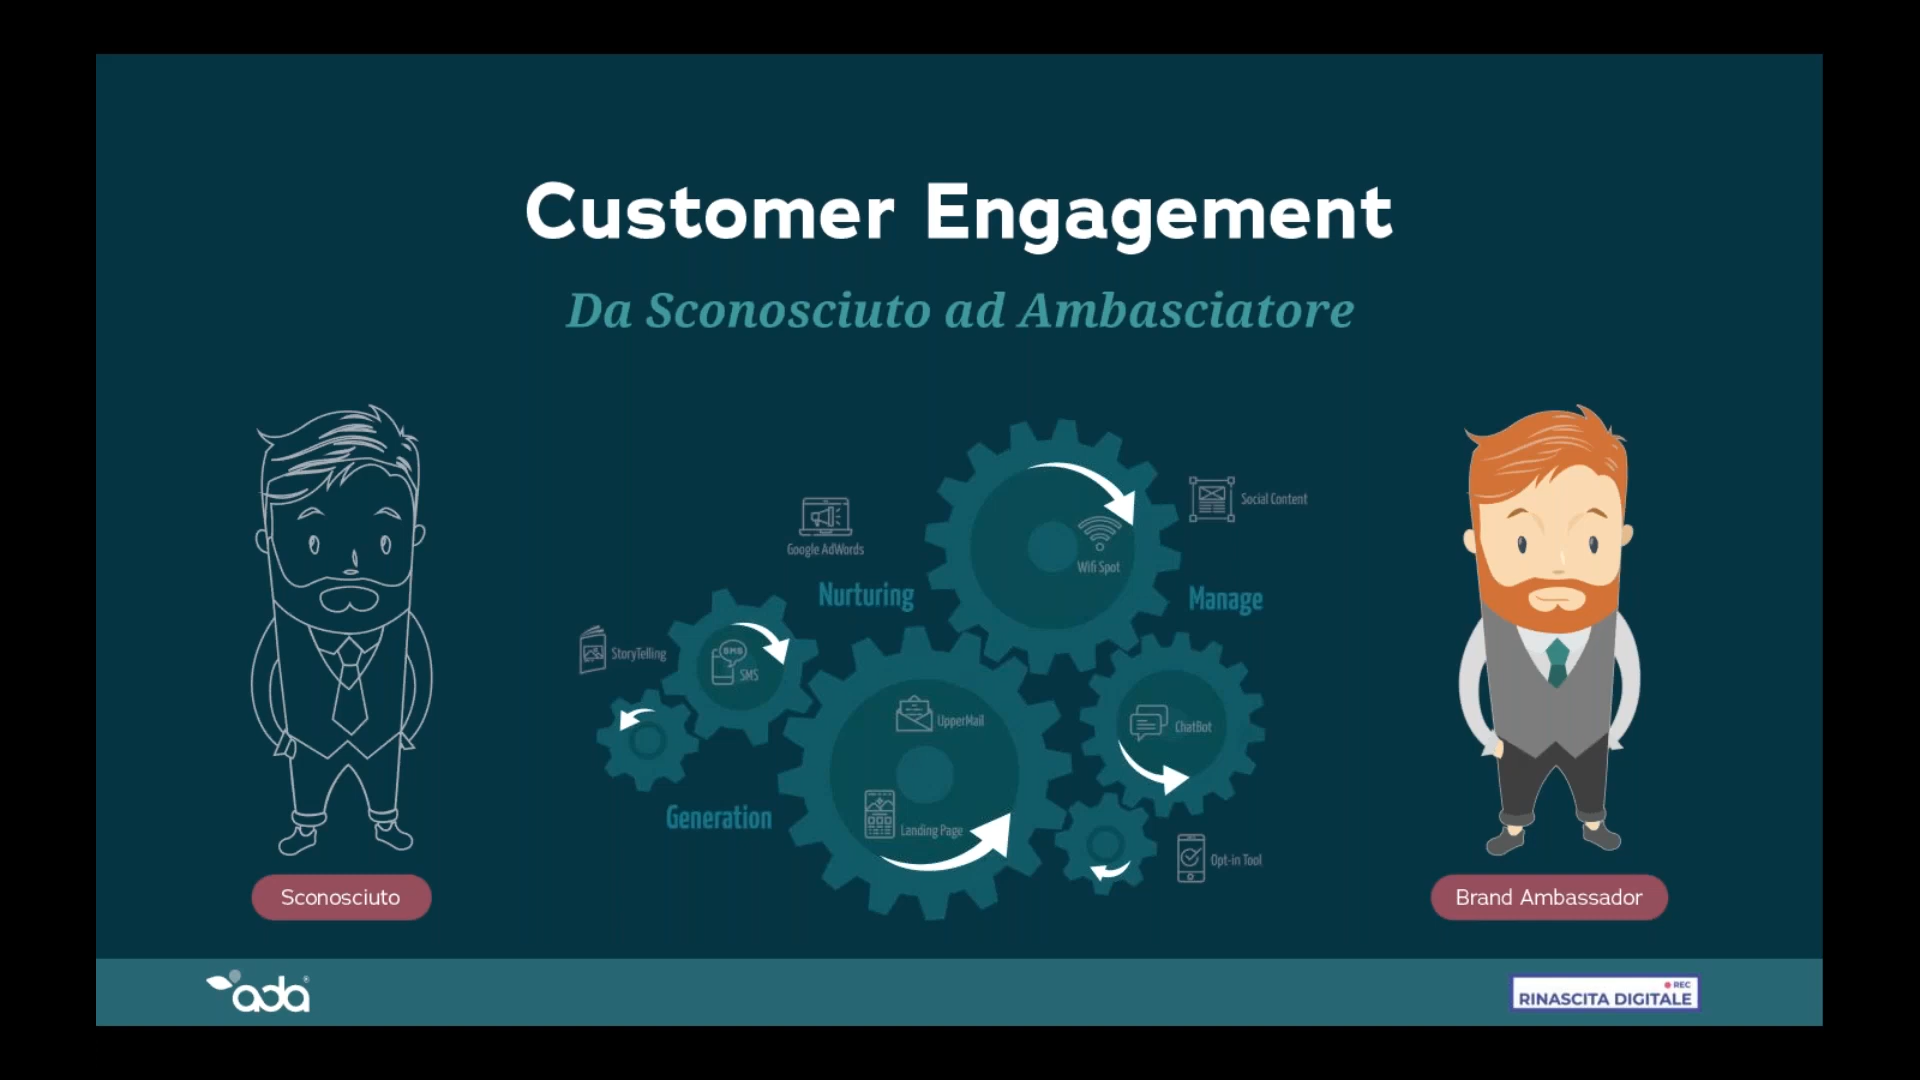 Customer Engagement
Da Sconosciuto ad Ambasciatore
Social Content
Google AdWords
Wifi Spot
Nurturing
Manage
StoryTelling
SMS
SMS
UpperMail
ChatBot
Generation
Landing Page
Opt-in Tool
Sconosciuto
Brand Ambassador
ada
REC
RINASCITA DIGITALE